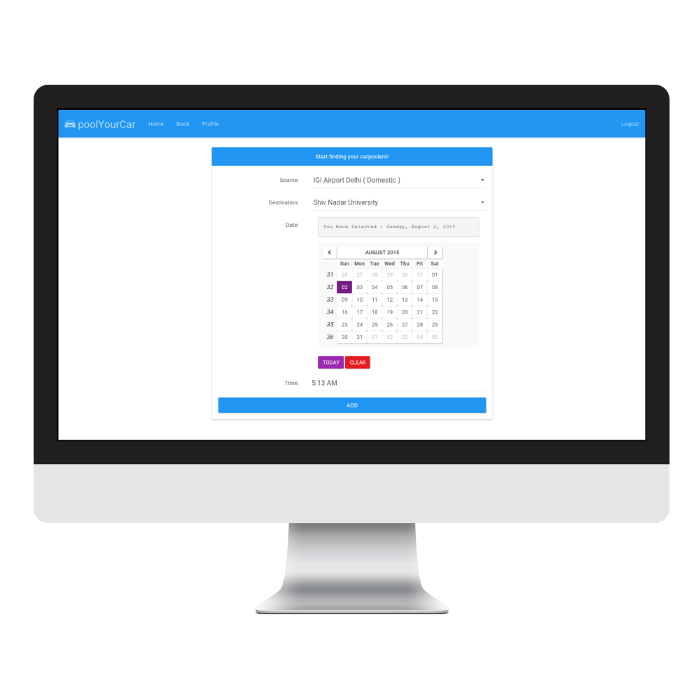 poolYourCar Home Book Profile Logout
Start finding your carpoolers!
Source: IGI Airport Delhi ( Domestic )
Destination: Shiv Nadar University
Date: You Have Selected : Sunday, August 2, 2015
AUGUST 2015
Sun Mon Tue Wed Thu Fri Sat
31 26 27 28 29 30 31 01
32 02 03 04 05 06 07 08
33 09 10 11 12 13 14 15
34 16 17 18 19 20 21 22
35 23 24 25 26 27 28 29
36 30 31 01 02 03 04 05
TODAY CLEAR
Time: 5:13 AM
ADD